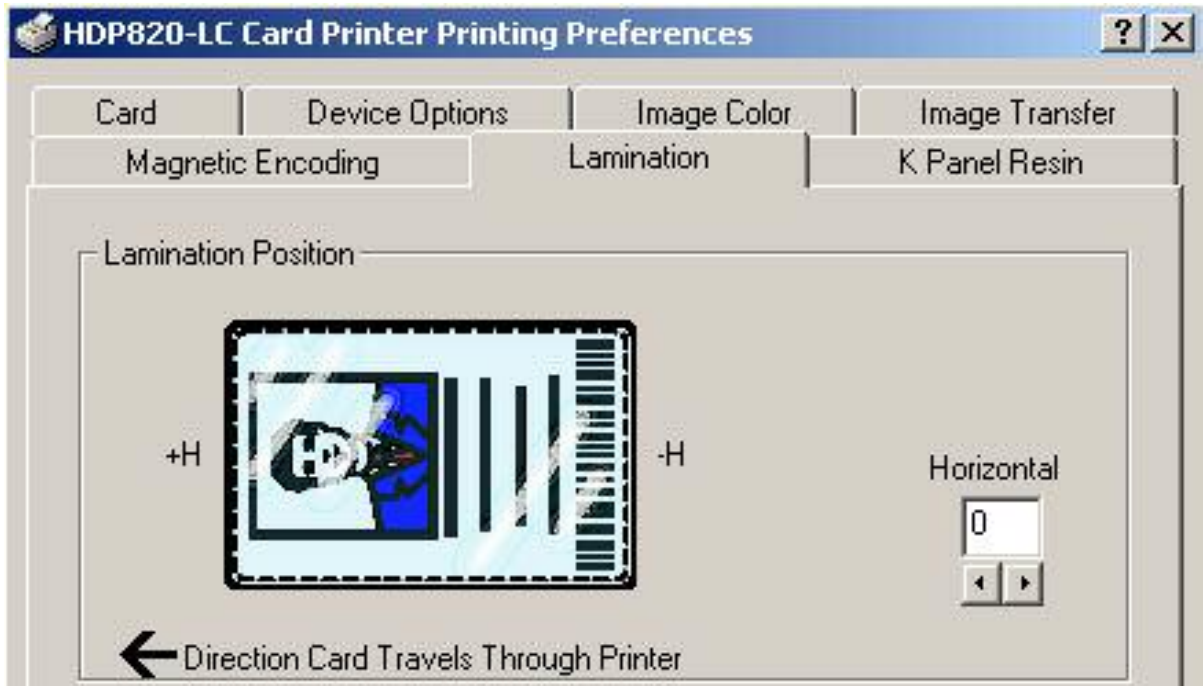 HDP820-LC Card Printer Printing Preferences
Card Device Options Image Color Image Transfer
Magnetic Encoding Lamination K Panel Resin
Lamination Position
+H -H
Horizontal
0
Direction Card Travels Through Printer